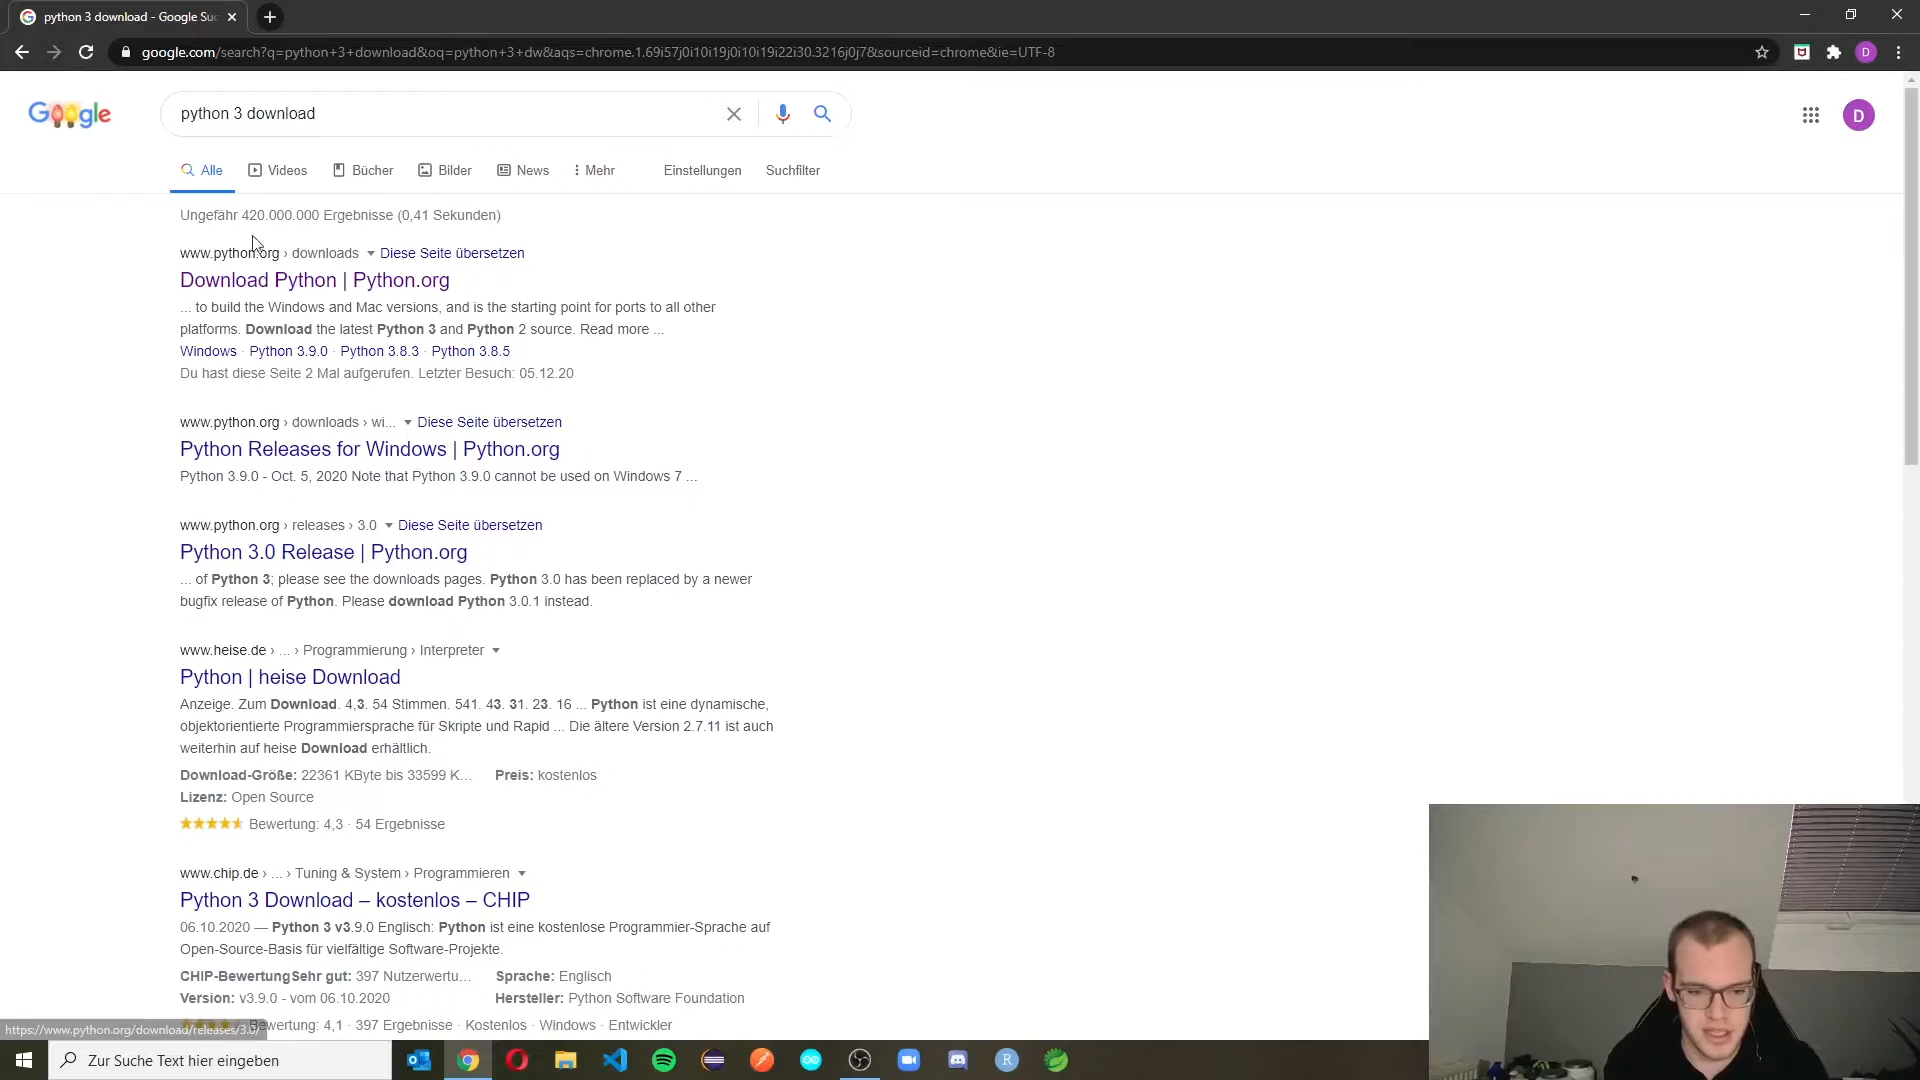 python 3 download - Google Suc
google.com/search?q=python+3+download&oq=python+3+dw&aqs=chrome.1.69i57j0i10i19j0i10i19i22i30.3216j0j7&sourceid=chrome&ie=UTF-8
D
Google
python 3 download
D
Alle
Videos
Bücher
Bilder
News
Mehr
Einstellungen
Suchfilter
Ungefähr 420.000.000 Ergebnisse (0,41 Sekunden)
www.python.org › downloads Diese Seite übersetzen
Download Python | Python.org
... to build the Windows and Mac versions, and is the starting point for ports to all other
platforms. Download the latest Python 3 and Python 2 source. Read more ...
Windows · Python 3.9.0 · Python 3.8.3 · Python 3.8.5
Du hast diese Seite 2 Mal aufgerufen. Letzter Besuch: 05.12.20
www.python.org › downloads › wi... Diese Seite übersetzen
Python Releases for Windows | Python.org
Python 3.9.0 - Oct. 5, 2020 Note that Python 3.9.0 cannot be used on Windows 7 ...
www.python.org › releases › 3.0 Diese Seite übersetzen
Python 3.0 Release | Python.org
... of Python 3; please see the downloads pages. Python 3.0 has been replaced by a newer
bugfix release of Python. Please download Python 3.0.1 instead.
www.heise.de › ... › Programmierung › Interpreter
Python | heise Download
Anzeige. Zum Download. 4,3. 54 Stimmen. 541. 43. 31. 23. 16 ... Python ist eine dynamische,
objektorientierte Programmiersprache für Skripte und Rapid ... Die ältere Version 2.7.11 ist auch
weiterhin auf heise Download erhältlich.
Download-Größe: 22361 KByte bis 33599 K... Preis: kostenlos
Lizenz: Open Source
Bewertung: 4,3 · 54 Ergebnisse
www.chip.de › ... › Tuning & System › Programmieren
Python 3 Download – kostenlos – CHIP
06.10.2020 — Python 3 v3.9.0 Englisch: Python ist eine kostenlose Programmier-Sprache auf
Open-Source-Basis für vielfältige Software-Projekte.
CHIP-BewertungSehr gut: 397 Nutzerwertu... Sprache: Englisch
Version: v3.9.0 - vom 06.10.2020 Hersteller: Python Software Foundation
Bewertung: 4,1 · 397 Ergebnisse · Kostenlos · Windows · Entwickler
https://www.python.org/download/releases/3.0/
Zur Suche Text hier eingeben
R